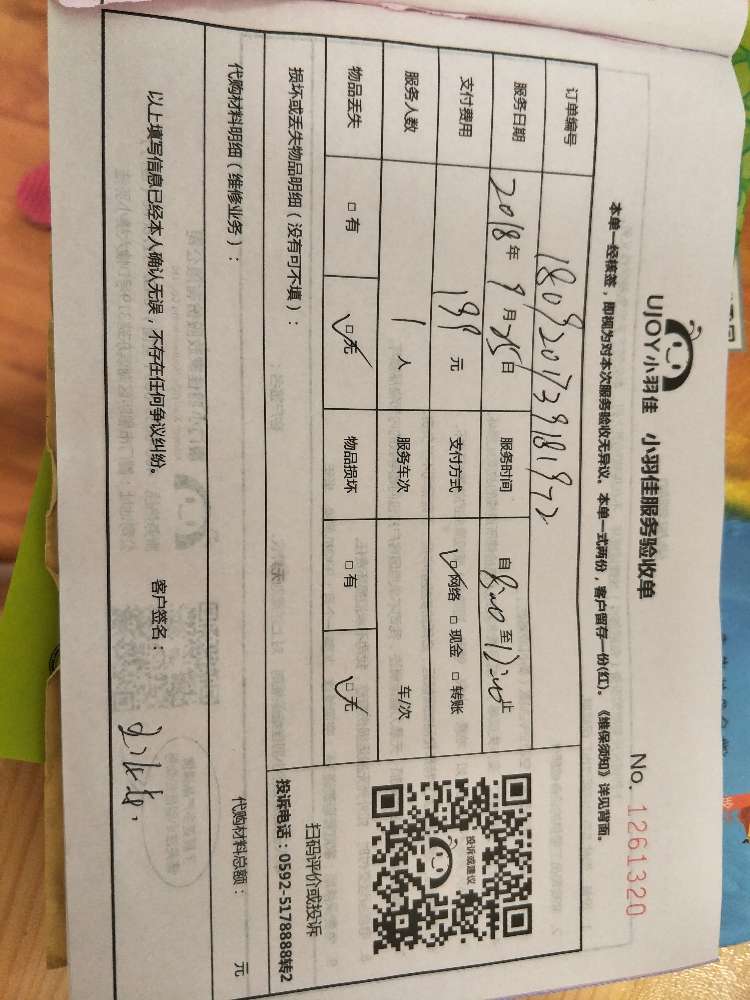 UJOY小羽佳 小羽佳服务验收单
No. 1261320
本单一经核签，即视为对本次服务验收无异议。本单一式两份，客户留存一份(红)。《维保须知》详见背面。
订单编号 1809201739181972
服务日期 2018年9月25日 服务时间 自8:00至12:00止
支付费用 199元 支付方式 ☑网络 □现金 □转账
服务人数 1人 服务车次 车/次
物品丢失 □有 ☑无 物品损坏 □有 ☑无
投诉或建议
扫码评价或投诉
投诉电话：0592-5178888转2
损坏或丢失物品明细（没有可不填）：
代购材料明细（维修业务）： 代购材料总额： 元
以上填写信息已经本人确认无误，不存在任何争议纠纷。 客户签名：